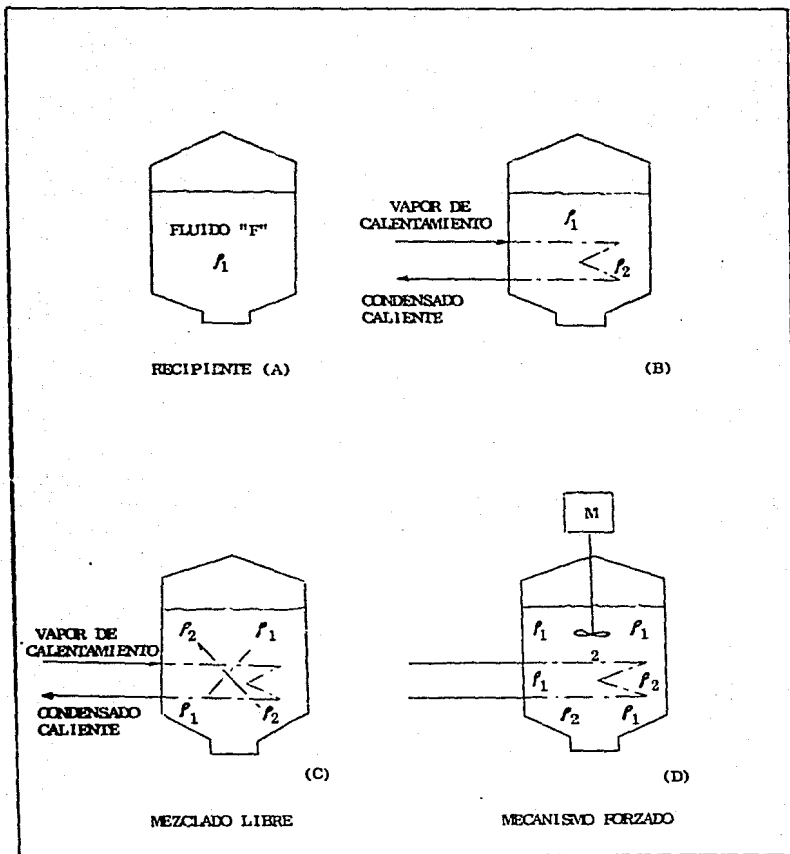 FLUIDO "F"
ρ1
RECIPIENTE (A)
VAPOR DE
CALENTAMIENTO
ρ1
ρ2
CONDENSADO
CALIENTE
(B)
VAPOR DE
CALENTAMIENTO
ρ2 ρ1
CONDENSADO
CALIENTE
ρ1 ρ2
(C)
MEZCLADO LIBRE
M
ρ1 ρ1
2
ρ1 ρ2
ρ2 ρ1
(D)
MECANISMO FORZADO